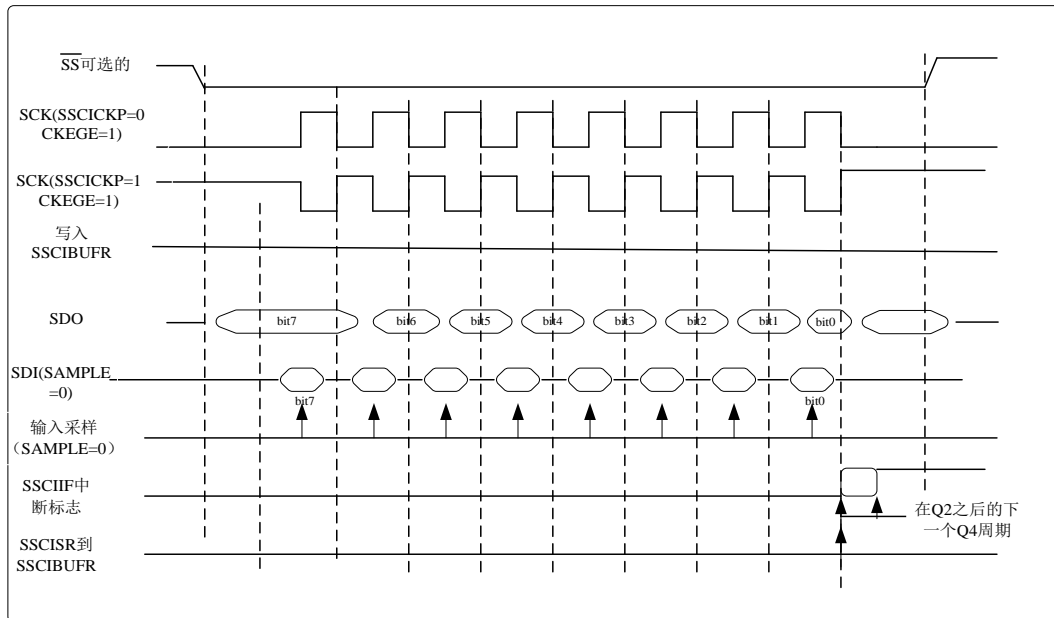 SS可选的
SCK(SSCICKP=0
CKEGE=1)
SCK(SSCICKP=1
CKEGE=1)
写入
SSCIBUFR
SDO
bit7
bit6
bit5
bit4
bit3
bit2
bit1
bit0
SDI(SAMPLE
=0)
bit7
bit0
输入采样
（SAMPLE=0）
SSCIIF中
断标志
在Q2之后的下
一个Q4周期
SSCISR到
SSCIBUFR